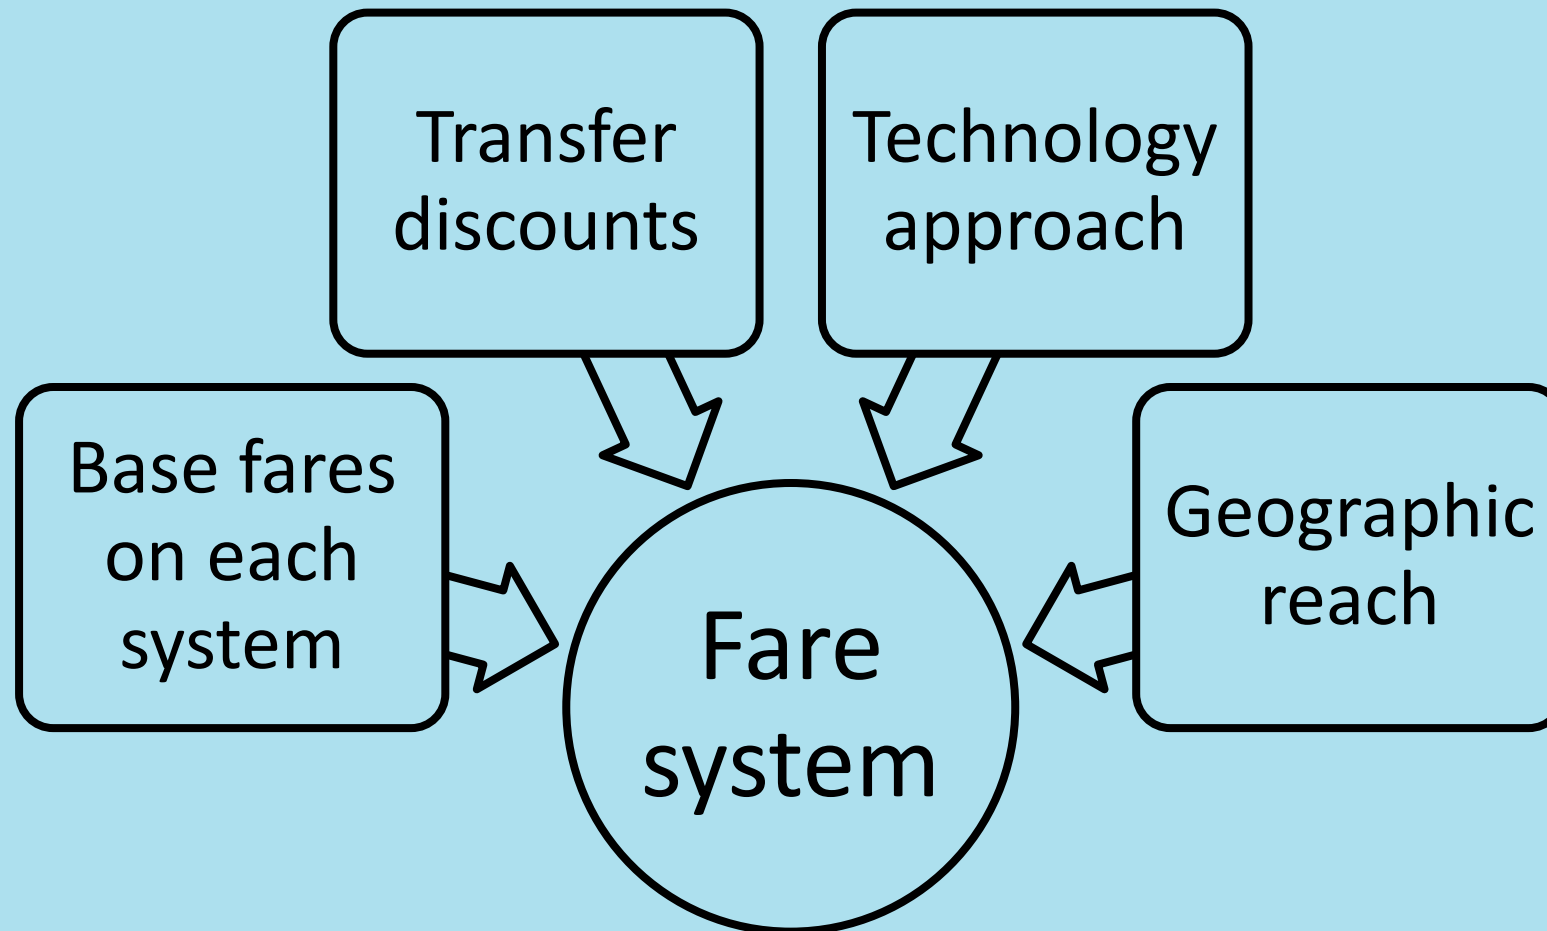 Transfer
discounts
Technology
approach
Base fares
on each
system
Geographic
reach
Fare
system